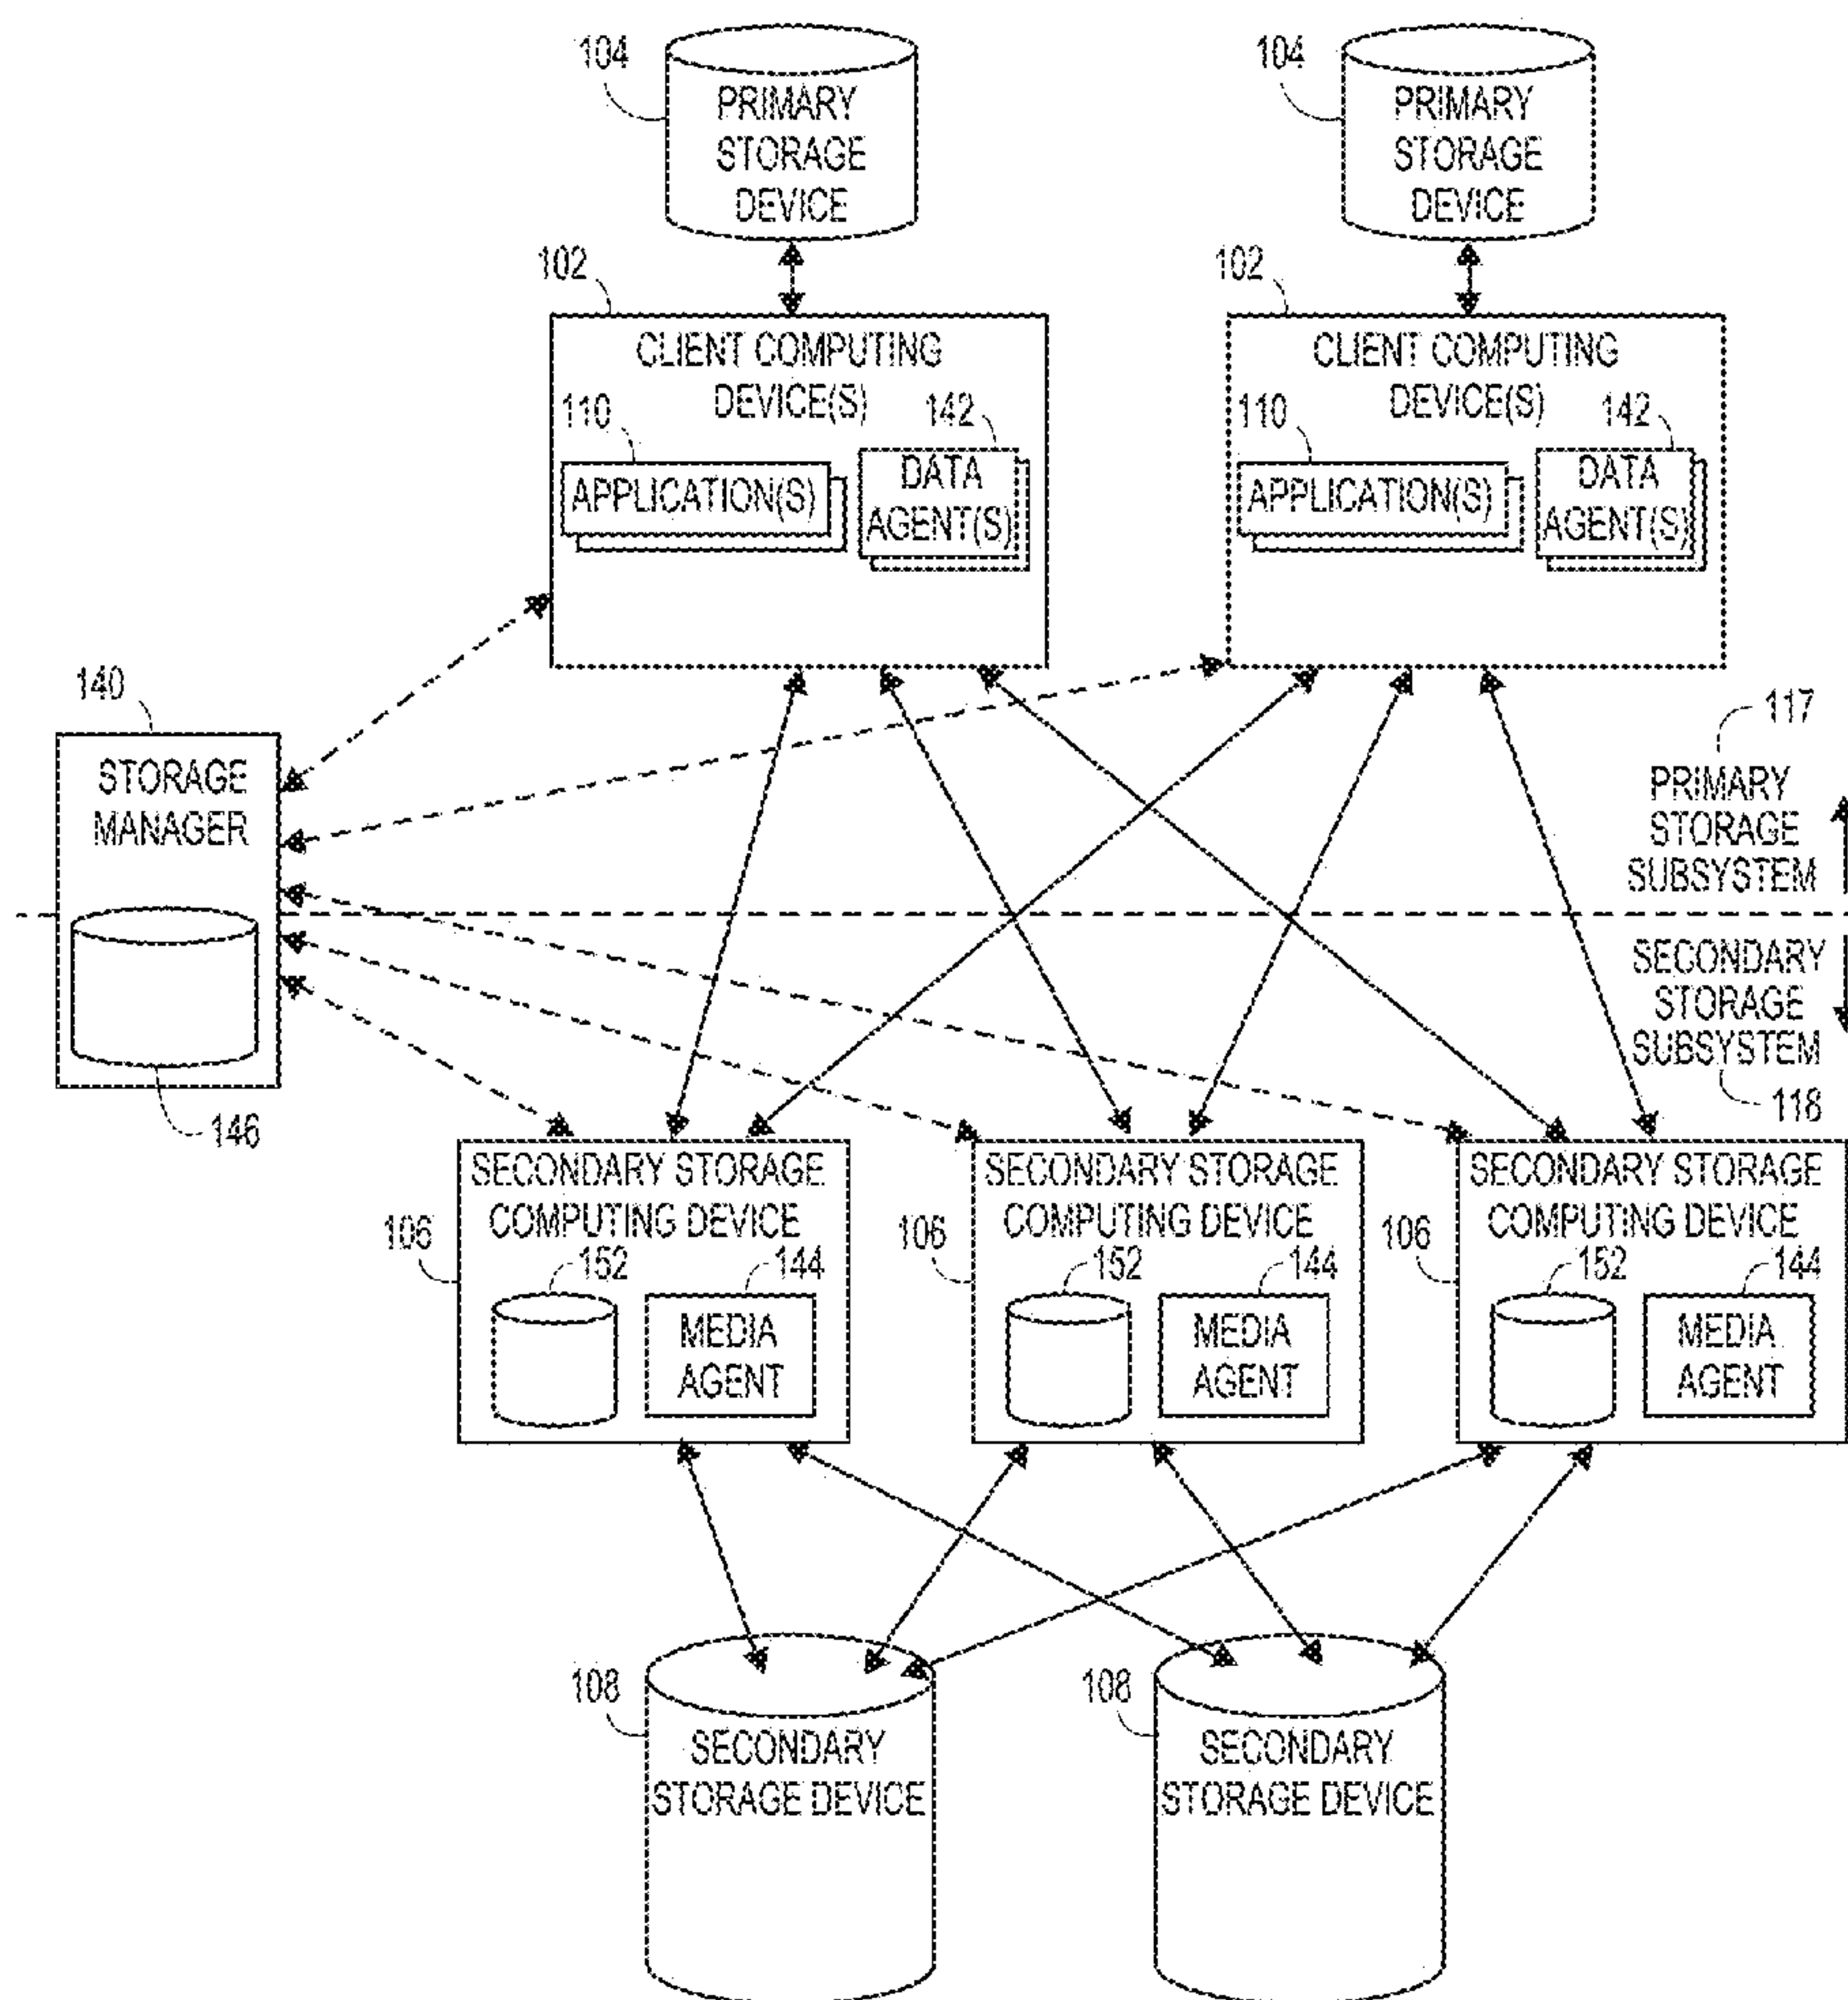 104
PRIMARY
STORAGE
DEVICE
104
PRIMARY
STORAGE
DEVICE
102
CLIENT COMPUTING
DEVICE(S)
110
APPLICATION(S)
142
DATA
AGENT(S)
102
CLIENT COMPUTING
DEVICE(S)
110
APPLICATION(S)
142
DATA
AGENT(S)
140
STORAGE
MANAGER
146
117
PRIMARY
STORAGE
SUBSYSTEM
SECONDARY
STORAGE
SUBSYSTEM
118
106
SECONDARY STORAGE
COMPUTING DEVICE
152
144
MEDIA
AGENT
106
SECONDARY STORAGE
COMPUTING DEVICE
152
144
MEDIA
AGENT
106
SECONDARY STORAGE
COMPUTING DEVICE
152
144
MEDIA
AGENT
108
SECONDARY
STORAGE DEVICE
108
SECONDARY
STORAGE DEVICE